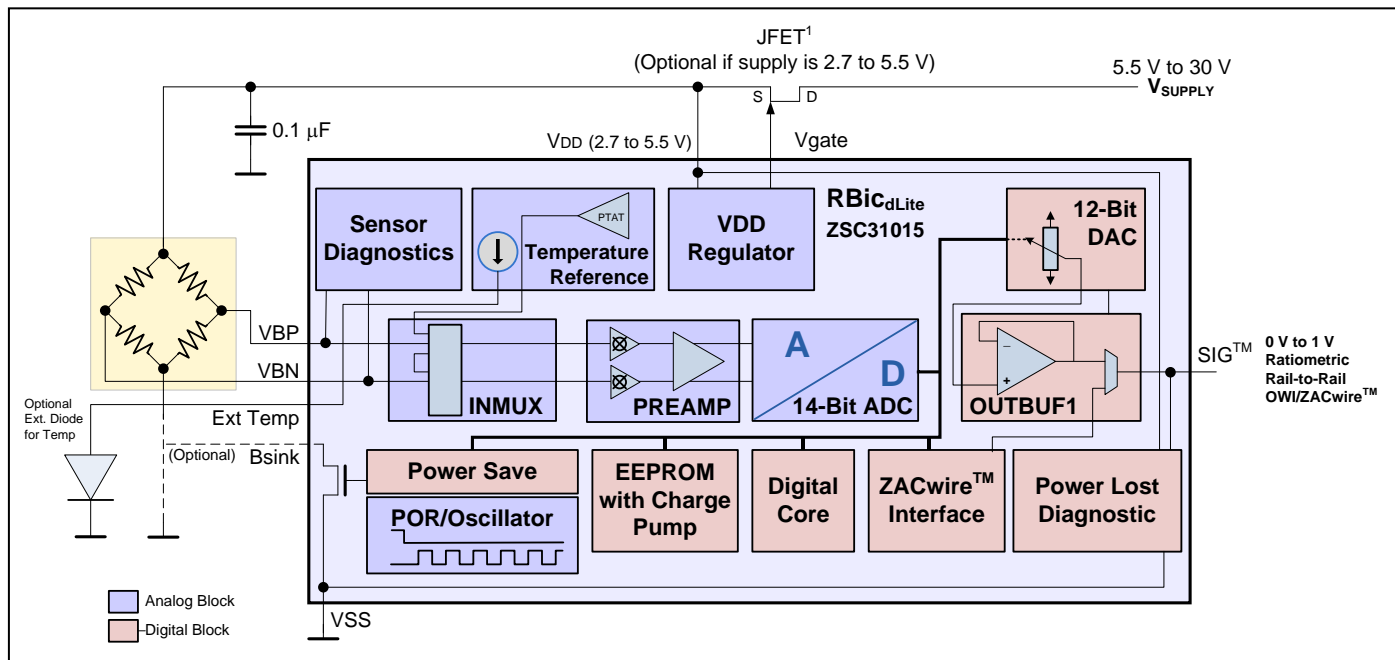 JFET¹
(Optional if supply is 2.7 to 5.5 V)
5.5 V to 30 V
VSUPPLY
S
D
0.1 μF
VDD (2.7 to 5.5 V)
Vgate
Sensor
Diagnostics
PTAT
Temperature
Reference
VDD
Regulator
RBicdLite
ZSC31015
12-Bit
DAC
VBP
VBN
INMUX
PREAMP
A
D
14-Bit ADC
OUTBUF1
SIG™
0 V to 1 V
Ratiometric
Rail-to-Rail
OWI/ZACwire™
Optional
Ext. Diode
for Temp
Ext Temp
(Optional)
Bsink
Power Save
POR/Oscillator
EEPROM
with Charge
Pump
Digital
Core
ZACwire™
Interface
Power Lost
Diagnostic
Analog Block
Digital Block
VSS